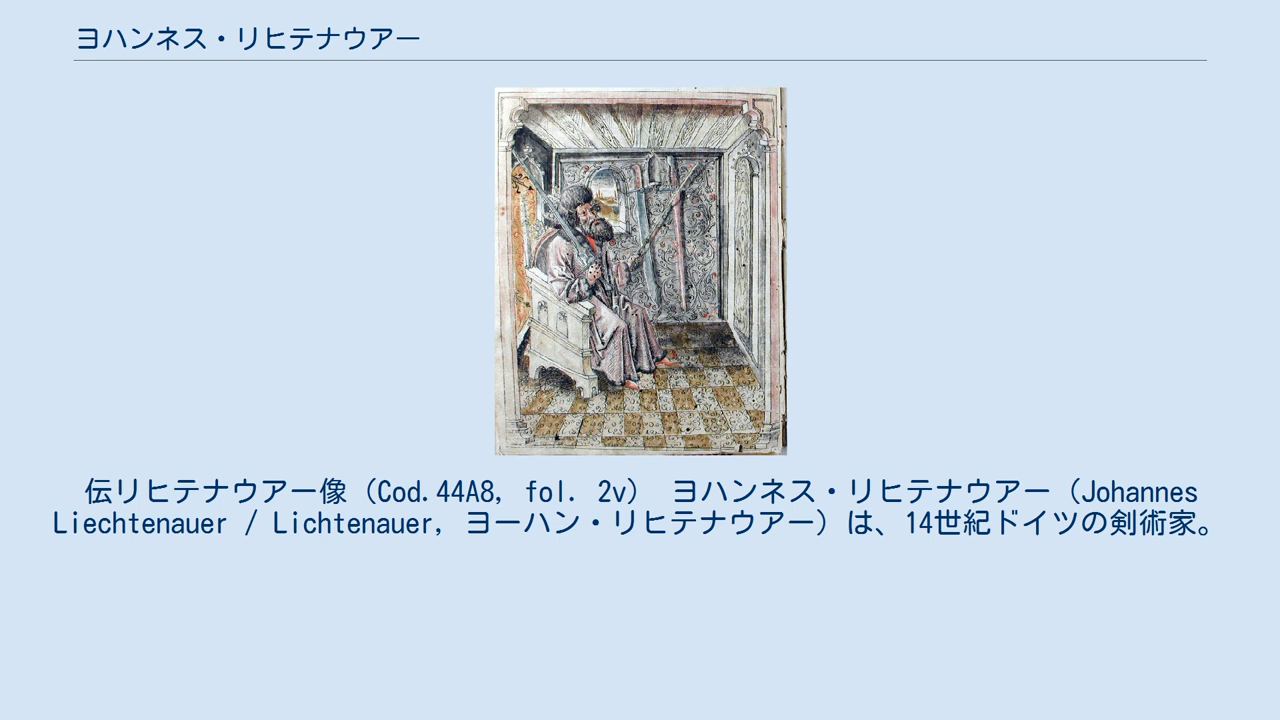 ヨハンネス・リヒテナウアー
伝リヒテナウアー像（Cod.44A8, fol. 2v） ヨハンネス・リヒテナウアー（Johannes
Liechtenauer / Lichtenauer, ヨーハン・リヒテナウアー）は、14世紀ドイツの剣術家。